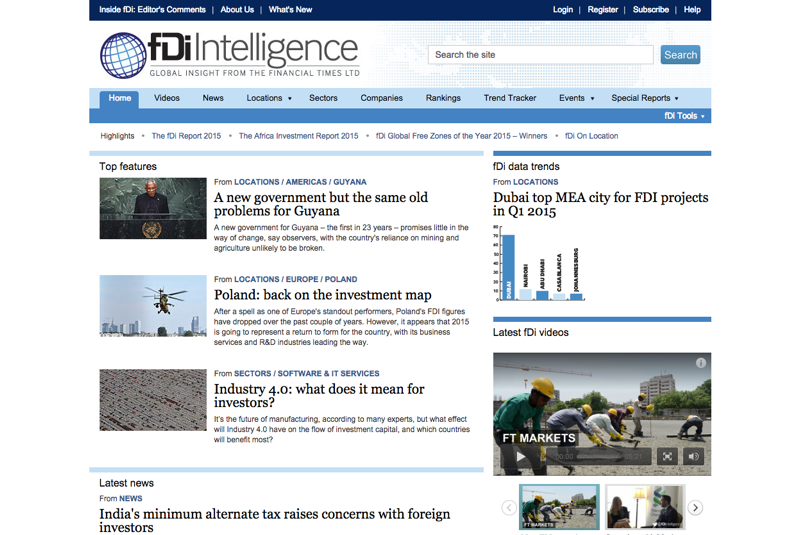 Inside fDi: Editor's Comments | About Us | What's New
Login | Register | Subscribe | Help
fDi Intelligence
GLOBAL INSIGHT FROM THE FINANCIAL TIMES LTD
Search the site
Search
Home Videos News Locations Sectors Companies Rankings Trend Tracker Events Special Reports
fDI Tools
Highlights • The fDi Report 2015 • The Africa Investment Report 2015 • fDi Global Free Zones of the Year 2015 – Winners • fDi On Location
Top features
From LOCATIONS / AMERICAS / GUYANA
A new government but the same old
problems for Guyana
A new government for Guyana – the first in 23 years – promises little in the
way of change, say observers, with the country's reliance on mining and
agriculture unlikely to be broken.
From LOCATIONS / EUROPE / POLAND
Poland: back on the investment map
After a spell as one of Europe's standout performers, Poland's FDI figures
have dropped over the past couple of years. However, it appears that 2015
is going to represent a return to form for the country, with its business
services and R&D industries leading the way.
From SECTORS / SOFTWARE & IT SERVICES
Industry 4.0: what does it mean for
investors?
It's the future of manufacturing, according to many experts, but what effect
will Industry 4.0 have on the flow of investment capital, and which countries
will benefit most?
Latest news
From NEWS
India's minimum alternate tax raises concerns with foreign
investors
fDi data trends
From LOCATIONS
Dubai top MEA city for FDI projects
in Q1 2015
80
70
60
50
40
30
20
10
0
DUBAI
NAIROBI
ABU DHABI
CASABLANCA
JOHANNESBURG
Latest fDi videos
FT MARKETS
00:00
FT MARKETS